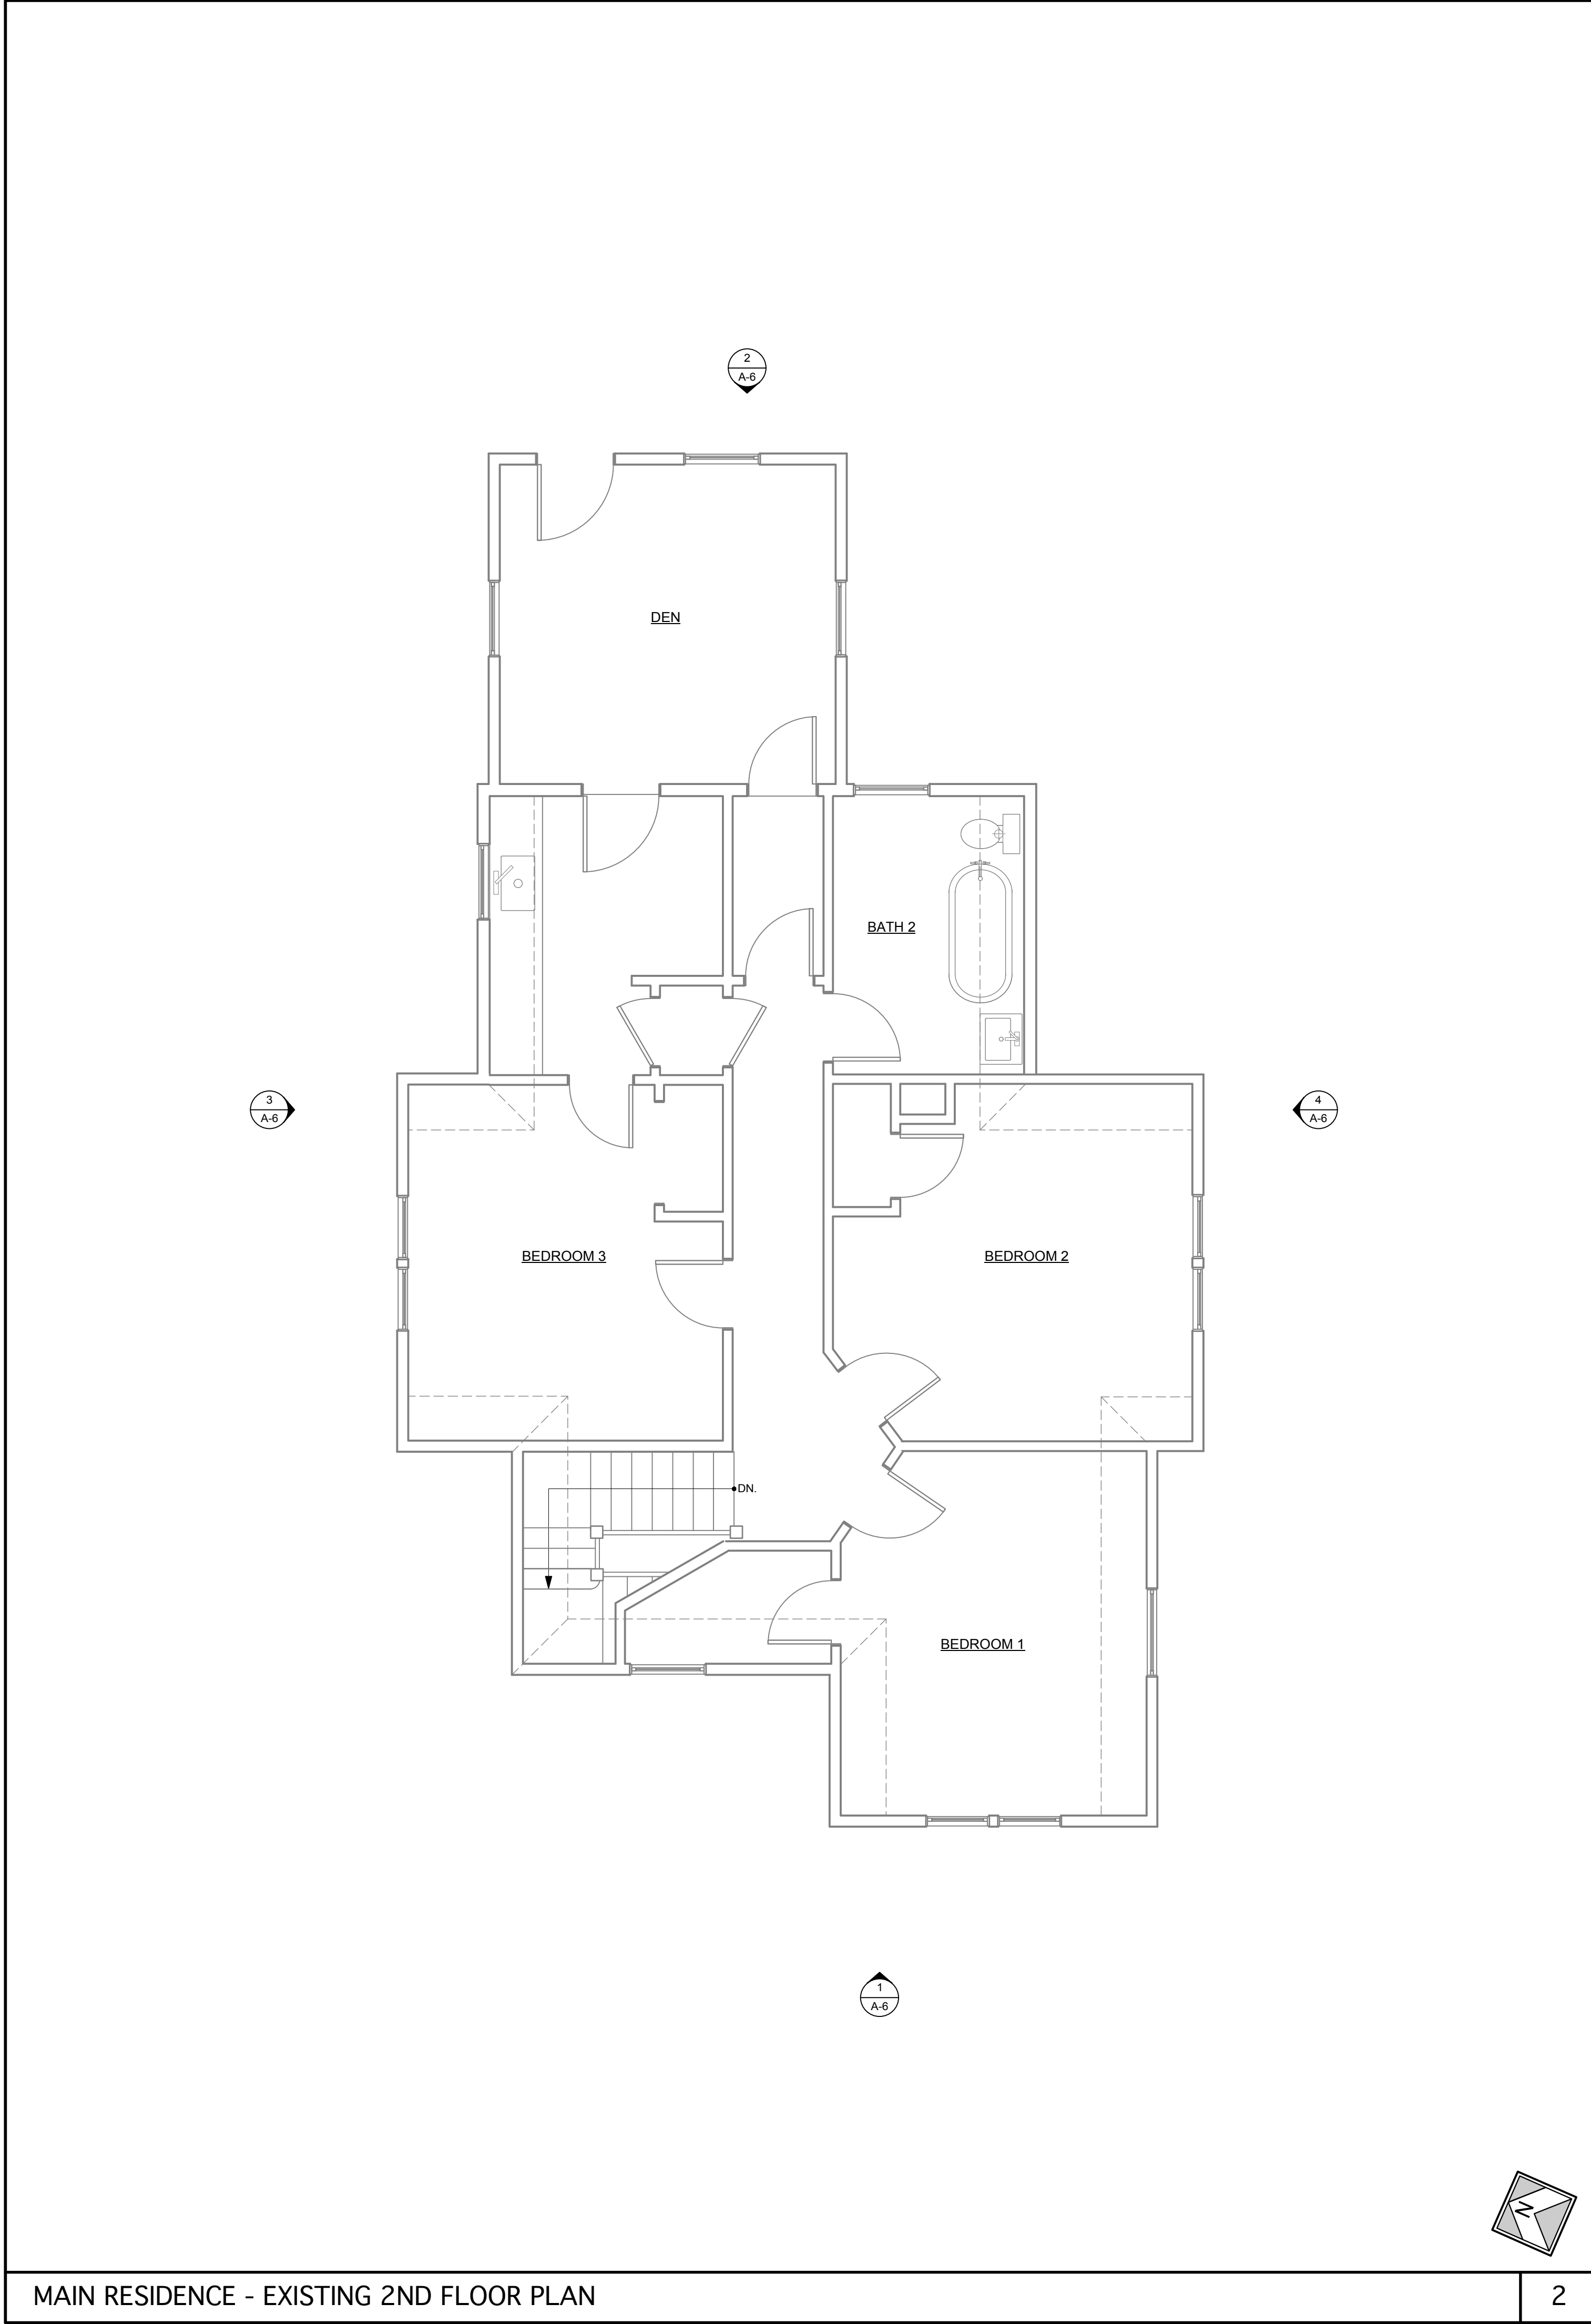 2
A-6
DEN
BATH 2
3
A-6
4
A-6
BEDROOM 3
BEDROOM 2
DN.
BEDROOM 1
1
A-6
N
MAIN RESIDENCE - EXISTING 2ND FLOOR PLAN
2